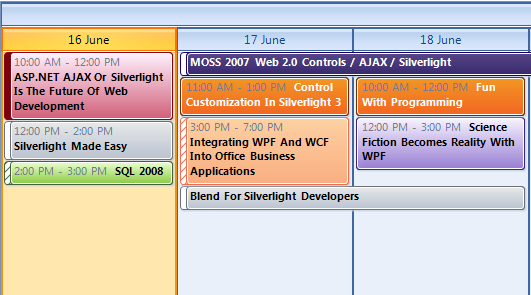 16 June
17 June
18 June
10:00 AM - 12:00 PM
ASP.NET AJAX Or Silverlight
Is The Future Of Web
Development
12:00 PM - 2:00 PM
Silverlight Made Easy
2:00 PM - 3:00 PM SQL 2008
MOSS 2007 Web 2.0 Controls / AJAX / Silverlight
11:00 AM - 1:00 PM Control
Customization In Silverlight 3
3:00 PM - 7:00 PM
Integrating WPF And WCF
Into Office Business
Applications
10:00 AM - 12:00 PM Fun
With Programming
12:00 PM - 3:00 PM Science
Fiction Becomes Reality With
WPF
Blend For Silverlight Developers